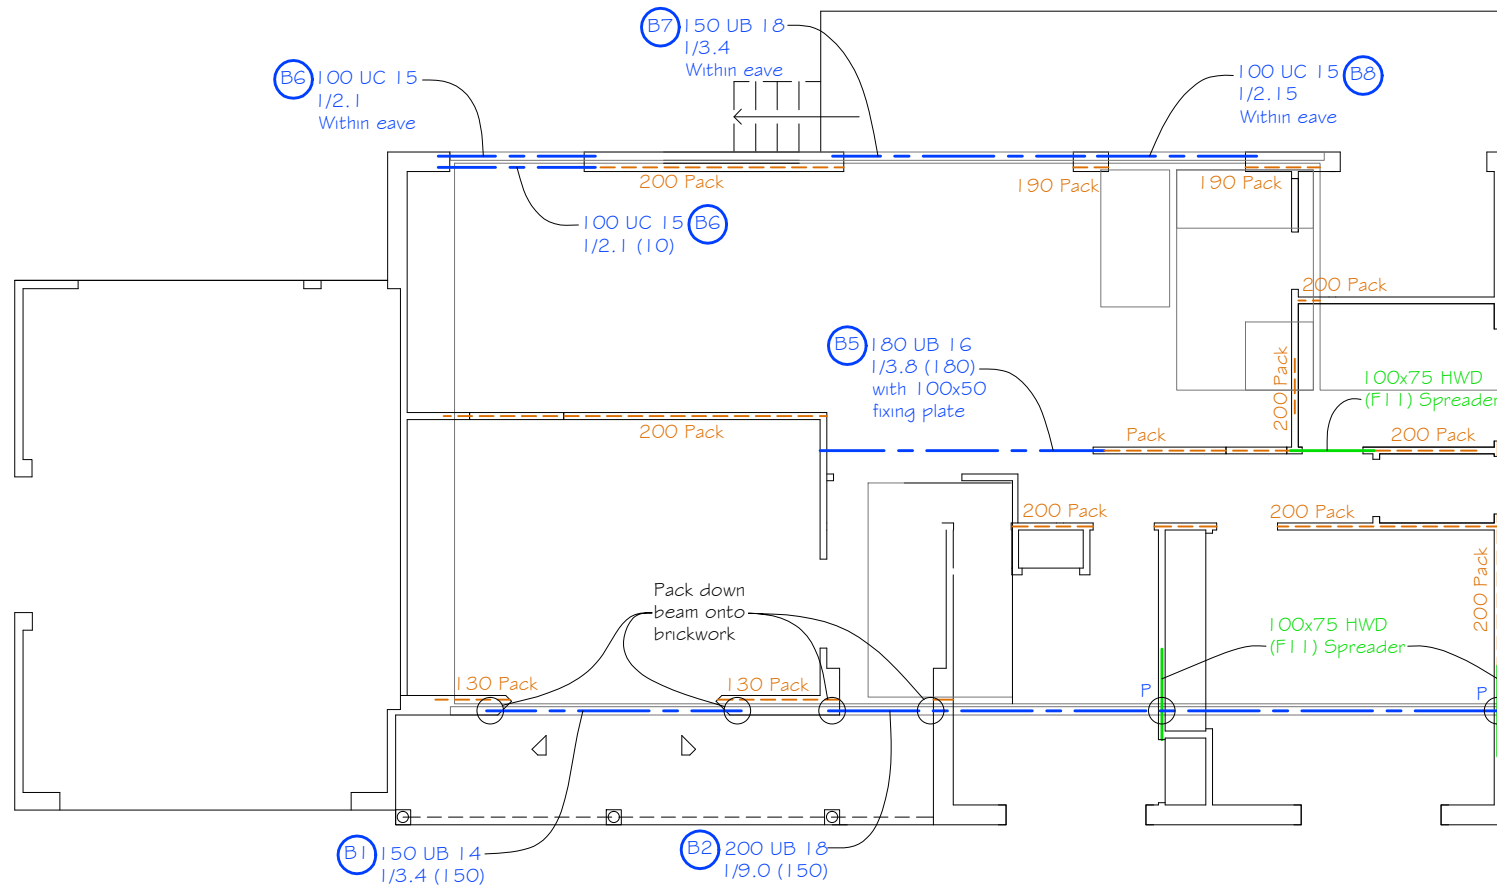 B7 150 UB 18
1/3.4
Within eave
B6 100 UC 15
1/2.1
Within eave
100 UC 15 B8
1/2.15
Within eave
200 Pack
190 Pack
190 Pack
100 UC 15 B6
1/2.1 (10)
200 Pack
B5 180 UB 16
1/3.8 (180)
with 100x50
fixing plate
200 Pack
100x75 HWD
(F11) Spreader
200 Pack
Pack
200 Pack
200 Pack
200 Pack
200 Pack
Pack down
beam onto
brickwork
100x75 HWD
(F11) Spreader
130 Pack
130 Pack
P
P
B1 150 UB 14
1/3.4 (150)
B2 200 UB 18
1/9.0 (150)